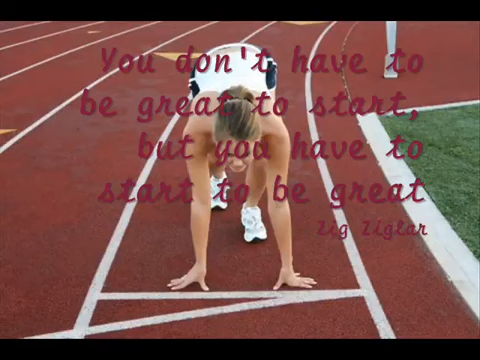 You don't have to
be great to start,
but you have to
start to be great
Zig Ziglar